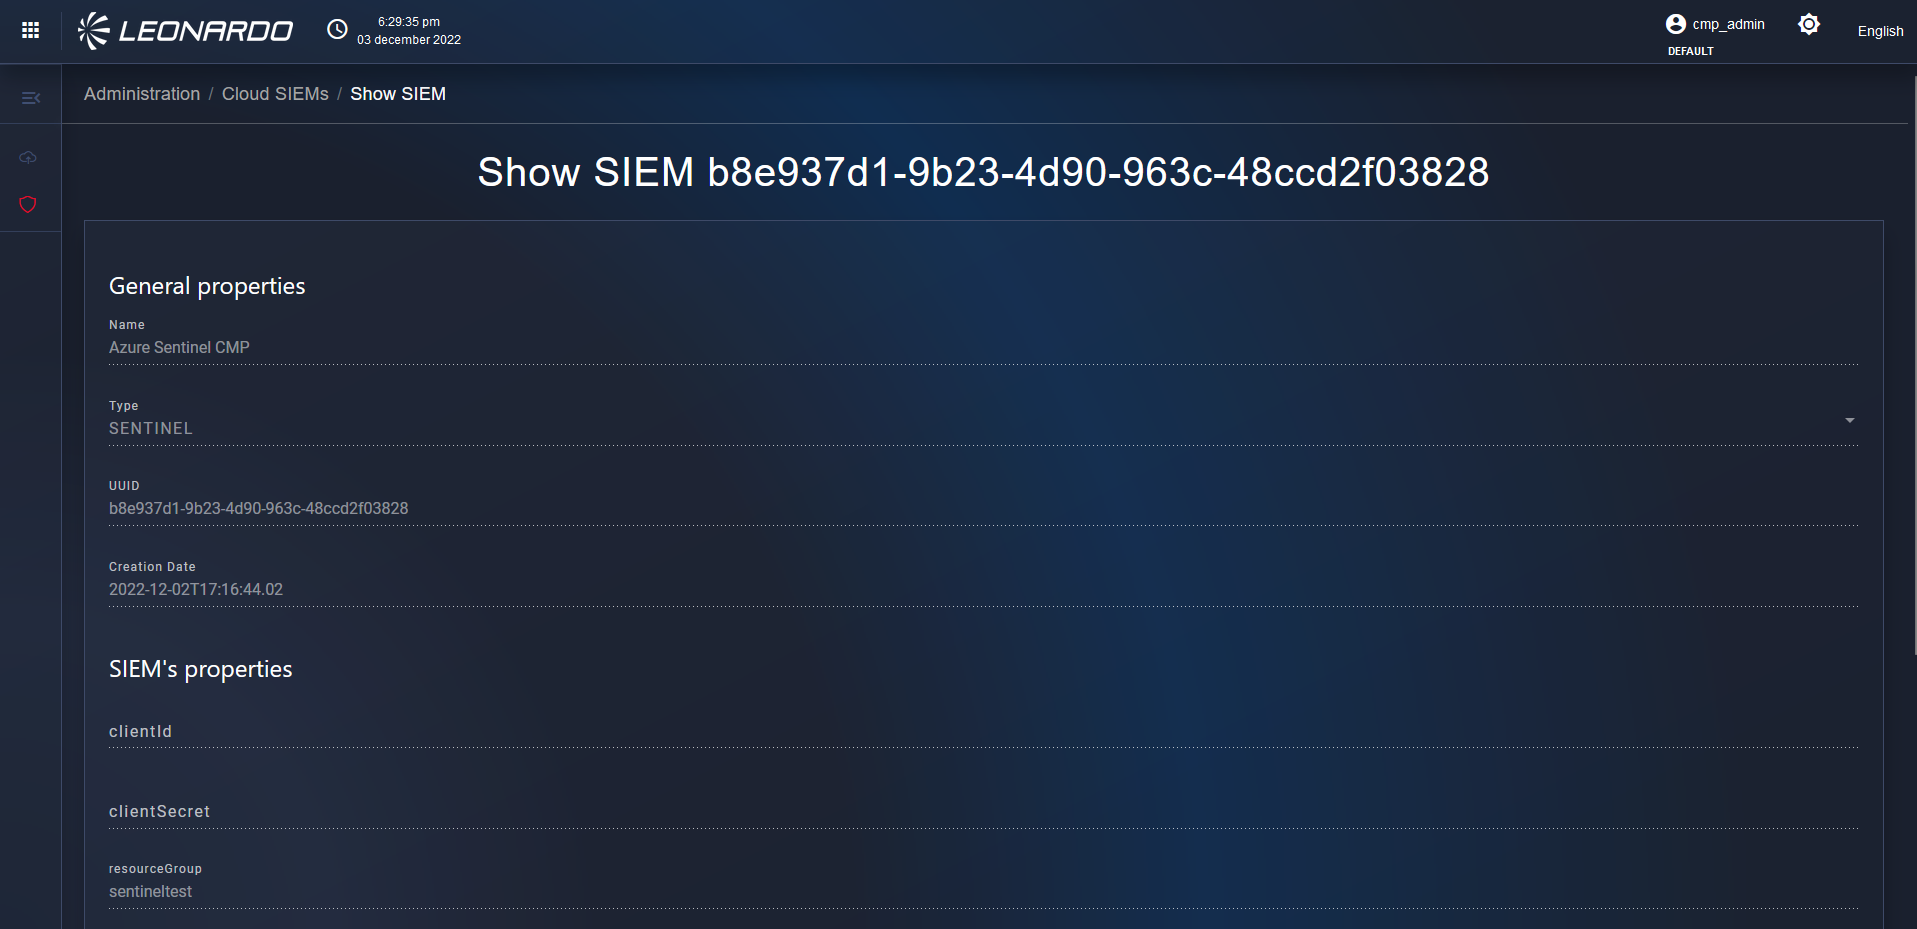 LEONARDO
6:29:35 pm
03 december 2022
cmp_admin
DEFAULT
English
Administration / Cloud SIEMs / Show SIEM
Show SIEM b8e937d1-9b23-4d90-963c-48ccd2f03828
General properties
Name
Azure Sentinel CMP
Type
SENTINEL
UUID
b8e937d1-9b23-4d90-963c-48ccd2f03828
Creation Date
2022-12-02T17:16:44.02
SIEM's properties
clientId
clientSecret
resourceGroup
sentineltest